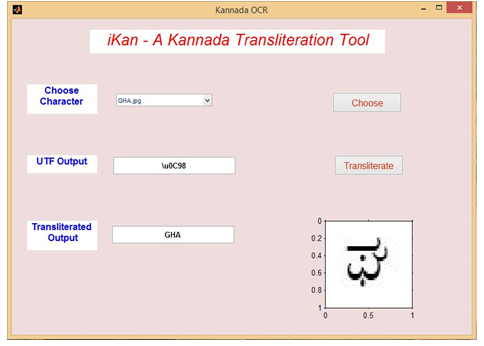 Kannada OCR
iKan - A Kannada Transliteration Tool
Choose
Character
GHA.jpg
Choose
UTF Output
\u0C98
Transliterate
Transliterated
Output
GHA
0
0.2
0.4
0.6
0.8
1
0 0.5 1